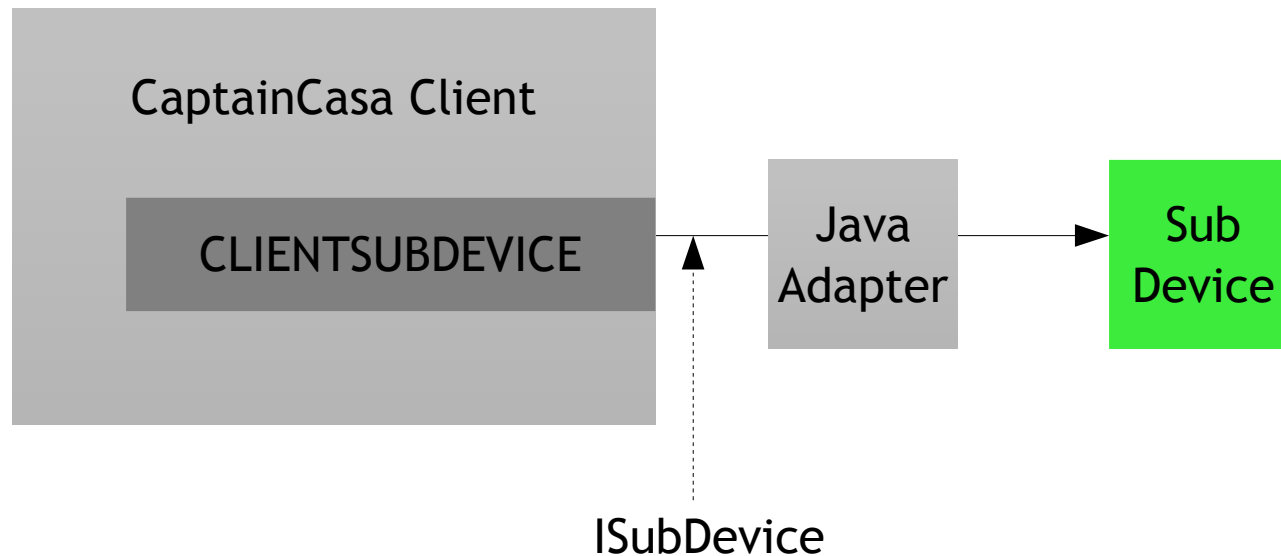 CaptainCasa Client
CLIENTSUBDEVICE
Java
Adapter
Sub
Device
ISubDevice